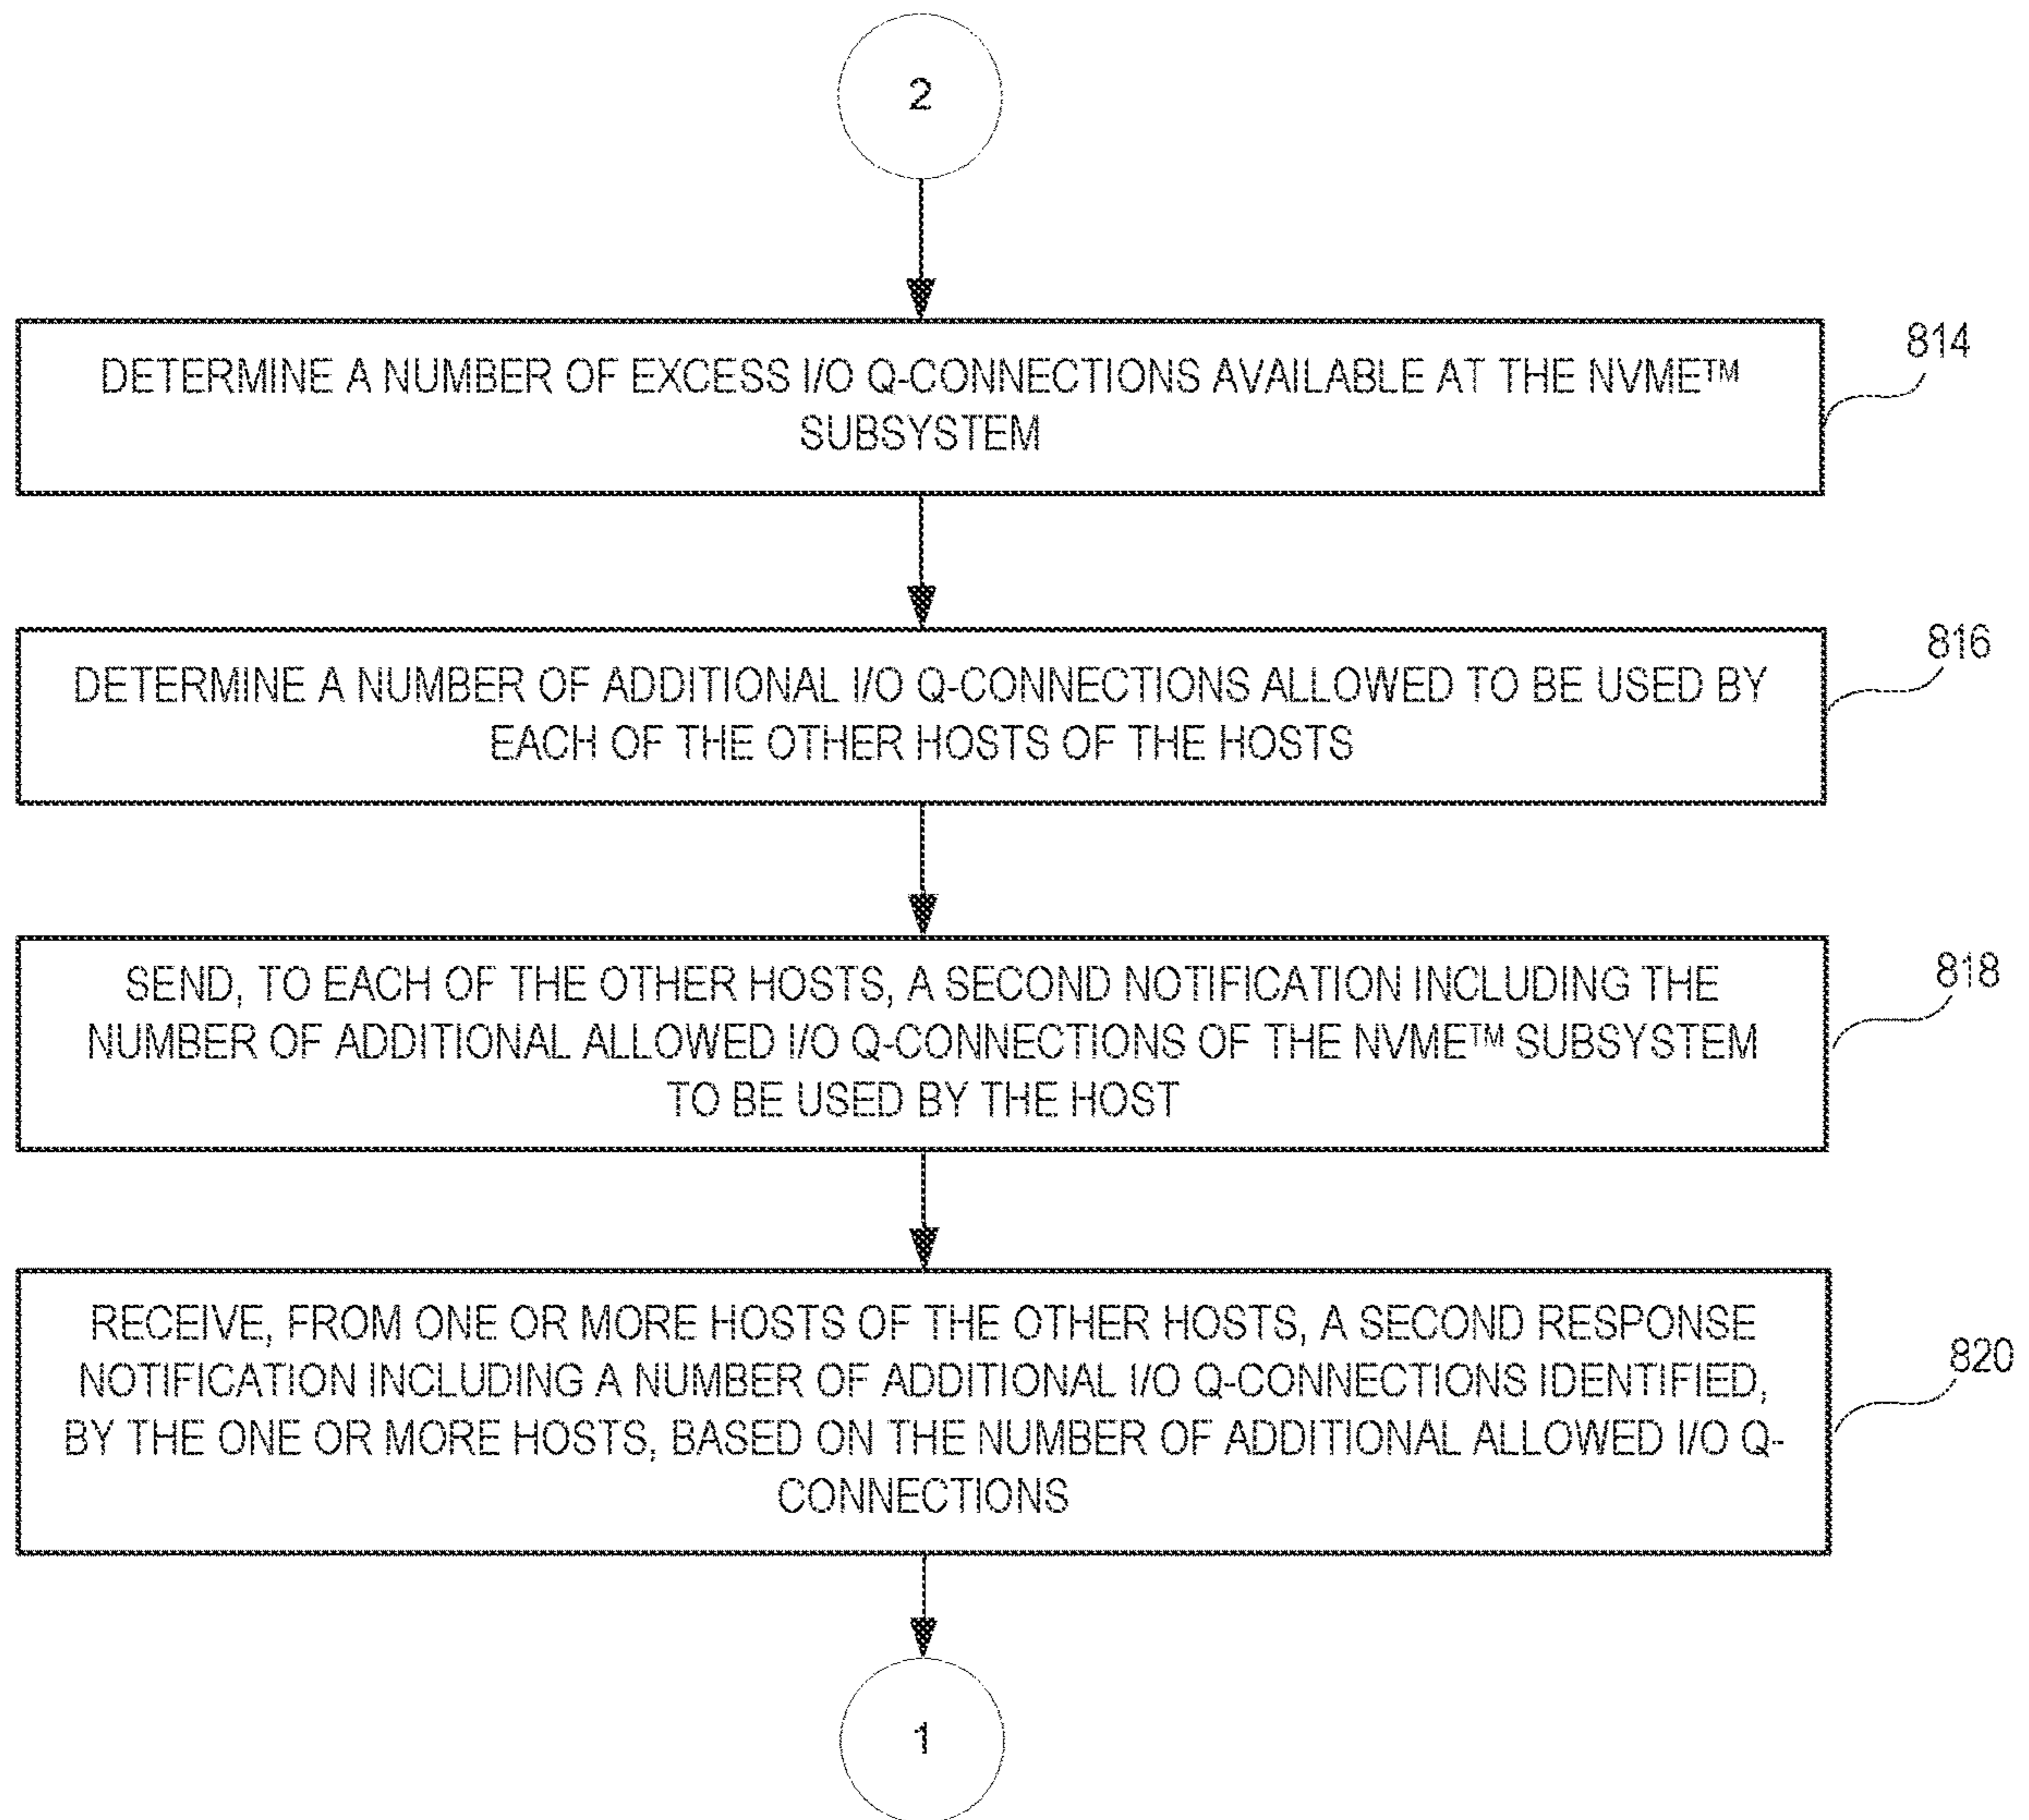 2
DETERMINE A NUMBER OF EXCESS I/O Q-CONNECTIONS AVAILABLE AT THE NVME™
SUBSYSTEM
814
DETERMINE A NUMBER OF ADDITIONAL I/O Q-CONNECTIONS ALLOWED TO BE USED BY
EACH OF THE OTHER HOSTS OF THE HOSTS
816
SEND, TO EACH OF THE OTHER HOSTS, A SECOND NOTIFICATION INCLUDING THE
NUMBER OF ADDITIONAL ALLOWED I/O Q-CONNECTIONS OF THE NVME™ SUBSYSTEM
TO BE USED BY THE HOST
818
RECEIVE, FROM ONE OR MORE HOSTS OF THE OTHER HOSTS, A SECOND RESPONSE
NOTIFICATION INCLUDING A NUMBER OF ADDITIONAL I/O Q-CONNECTIONS IDENTIFIED,
BY THE ONE OR MORE HOSTS, BASED ON THE NUMBER OF ADDITIONAL ALLOWED I/O Q-
CONNECTIONS
820
1